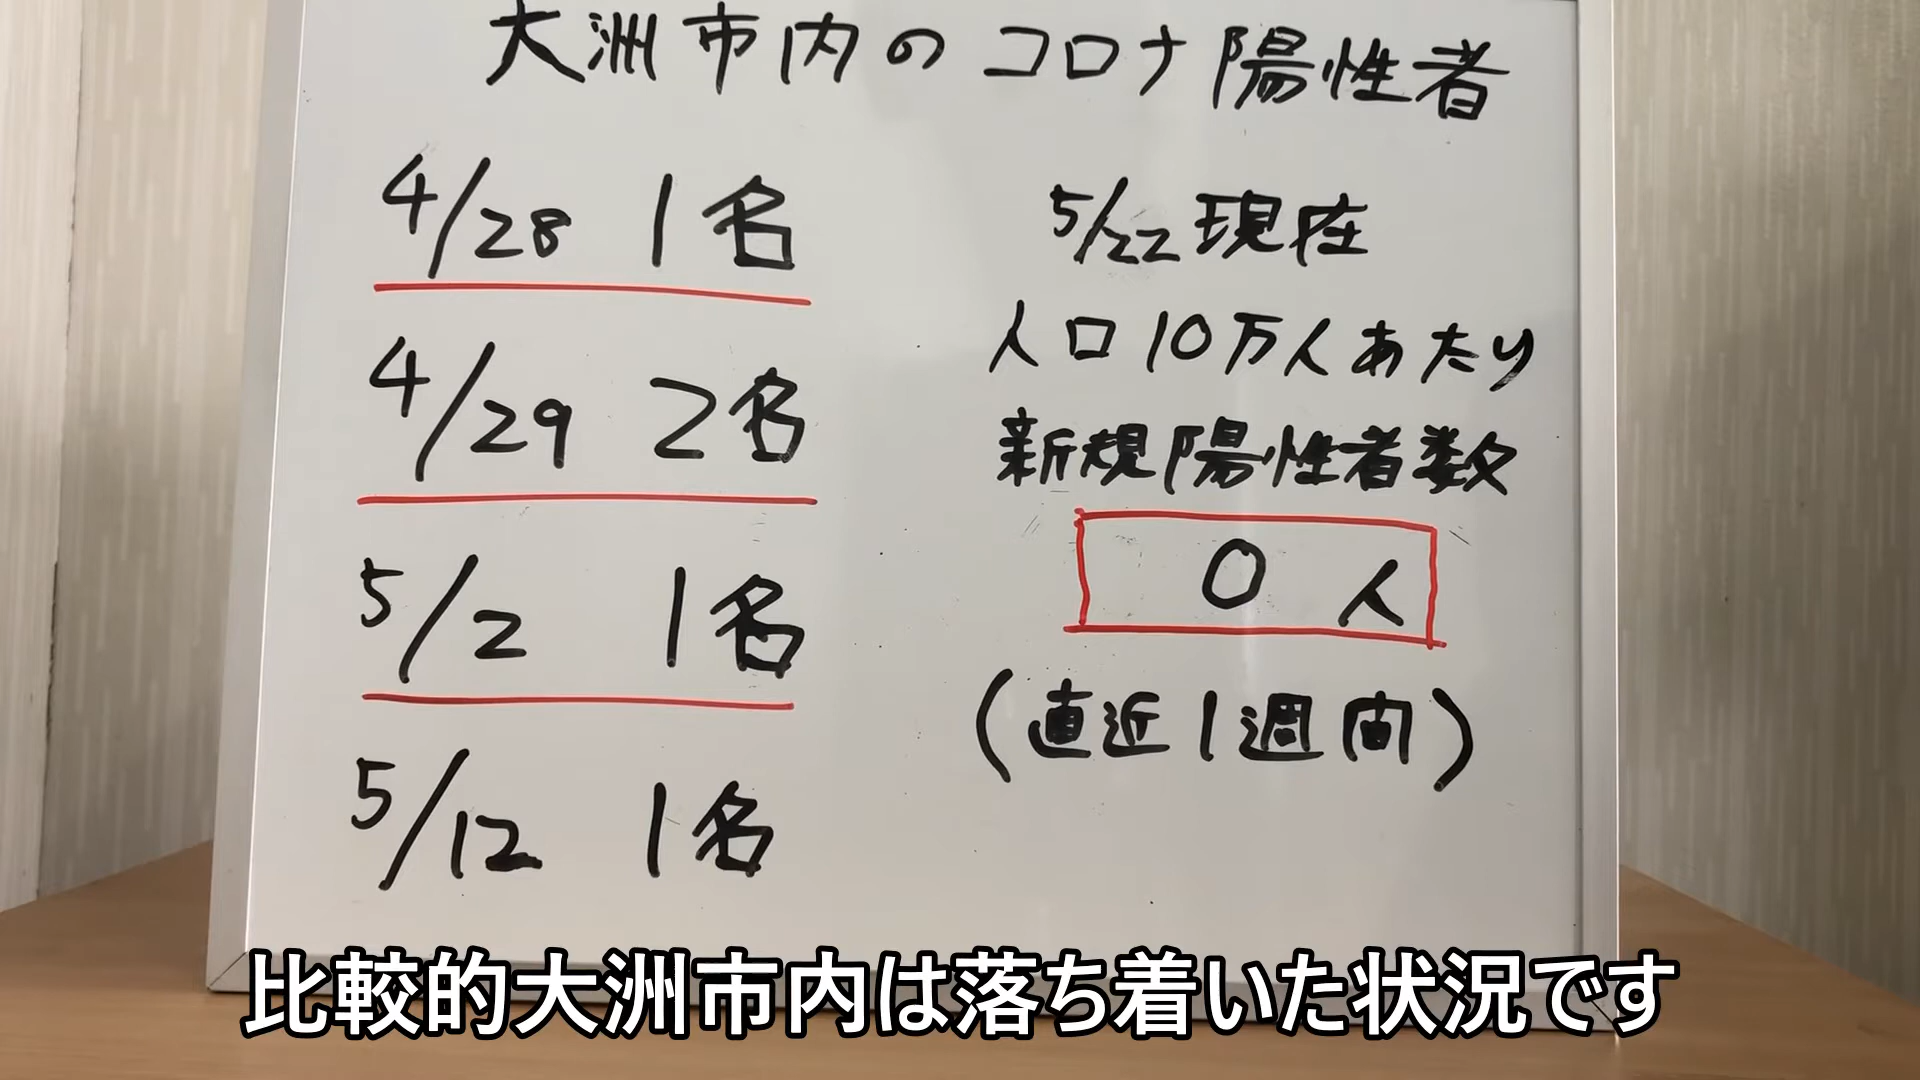 大洲市内のコロナ陽性者
4/28 1名
4/29 2名
5/2 1名
5/12 1名
5/22現在
人口10万人あたり
新規陽性者数
0人
(直近1週間)
比較的大洲市内は落ち着いた状況です